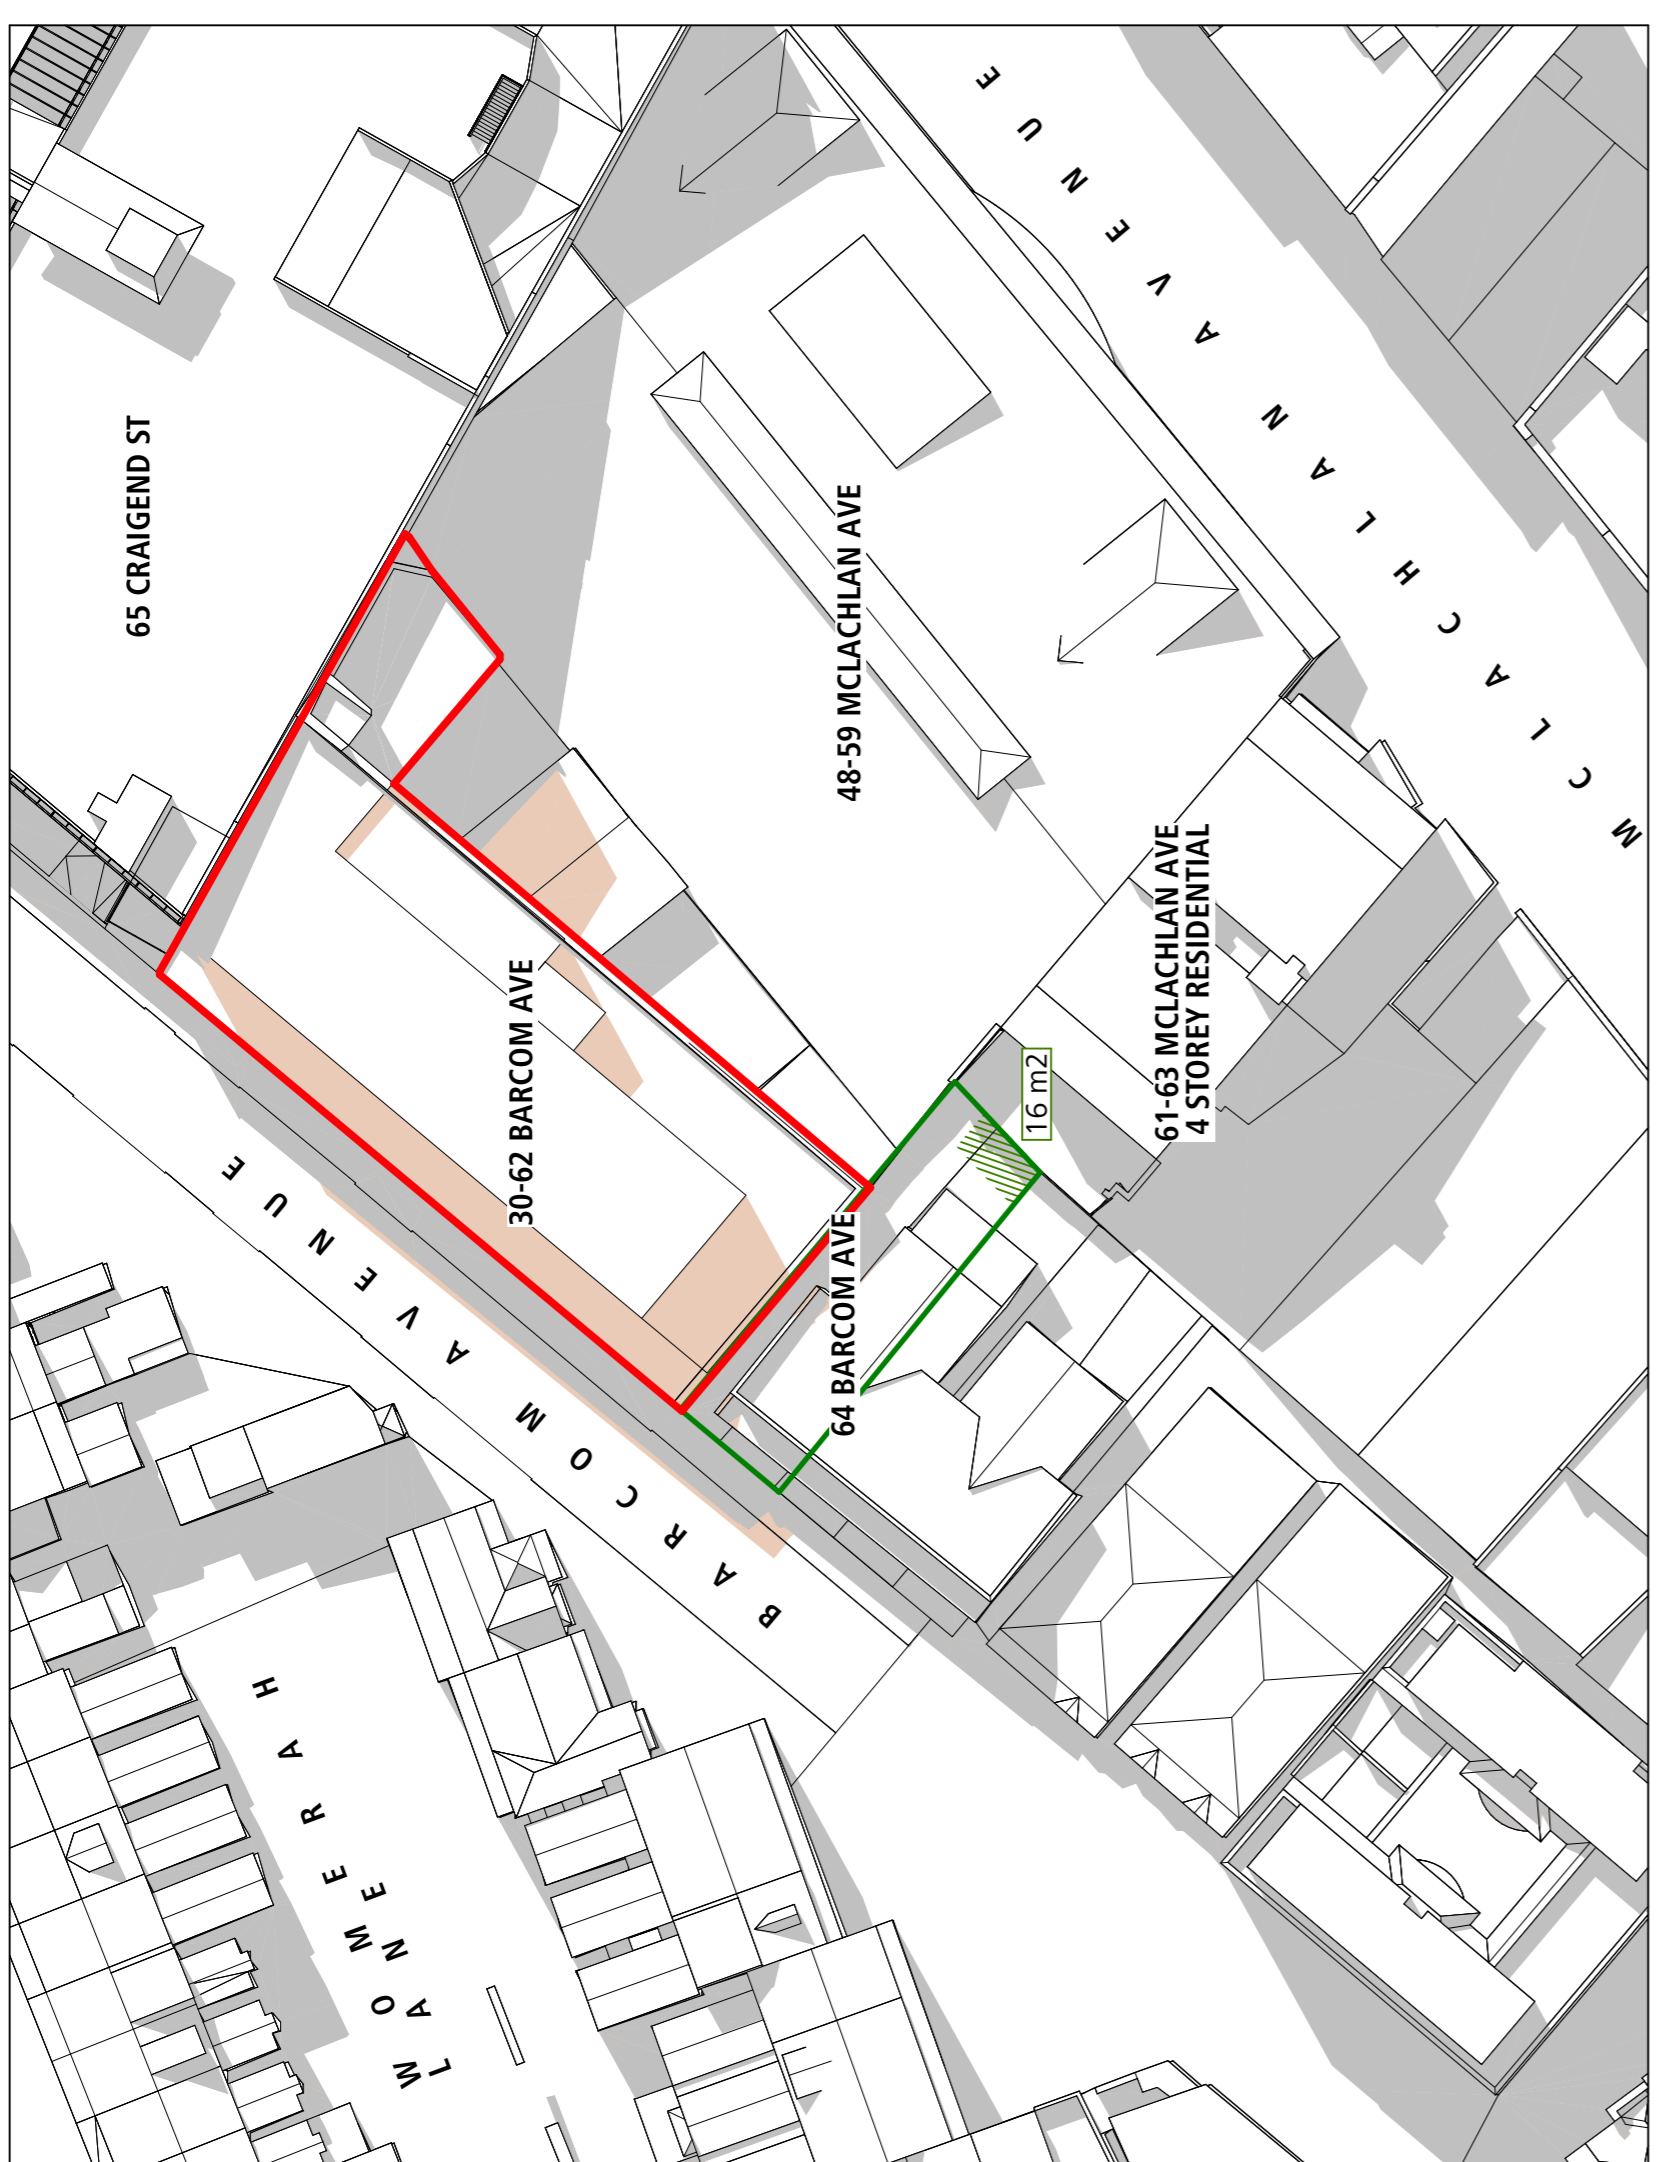 65 CRAIGEND ST
MCLACHLAN AVENUE
48-59 MCLACHLAN AVE
30-62 BARCOM AVE
61-63 MCLACHLAN AVE
4 STOREY RESIDENTIAL
16 m2
64 BARCOM AVE
BARCOM AVENUE
WOMERAH
LANE